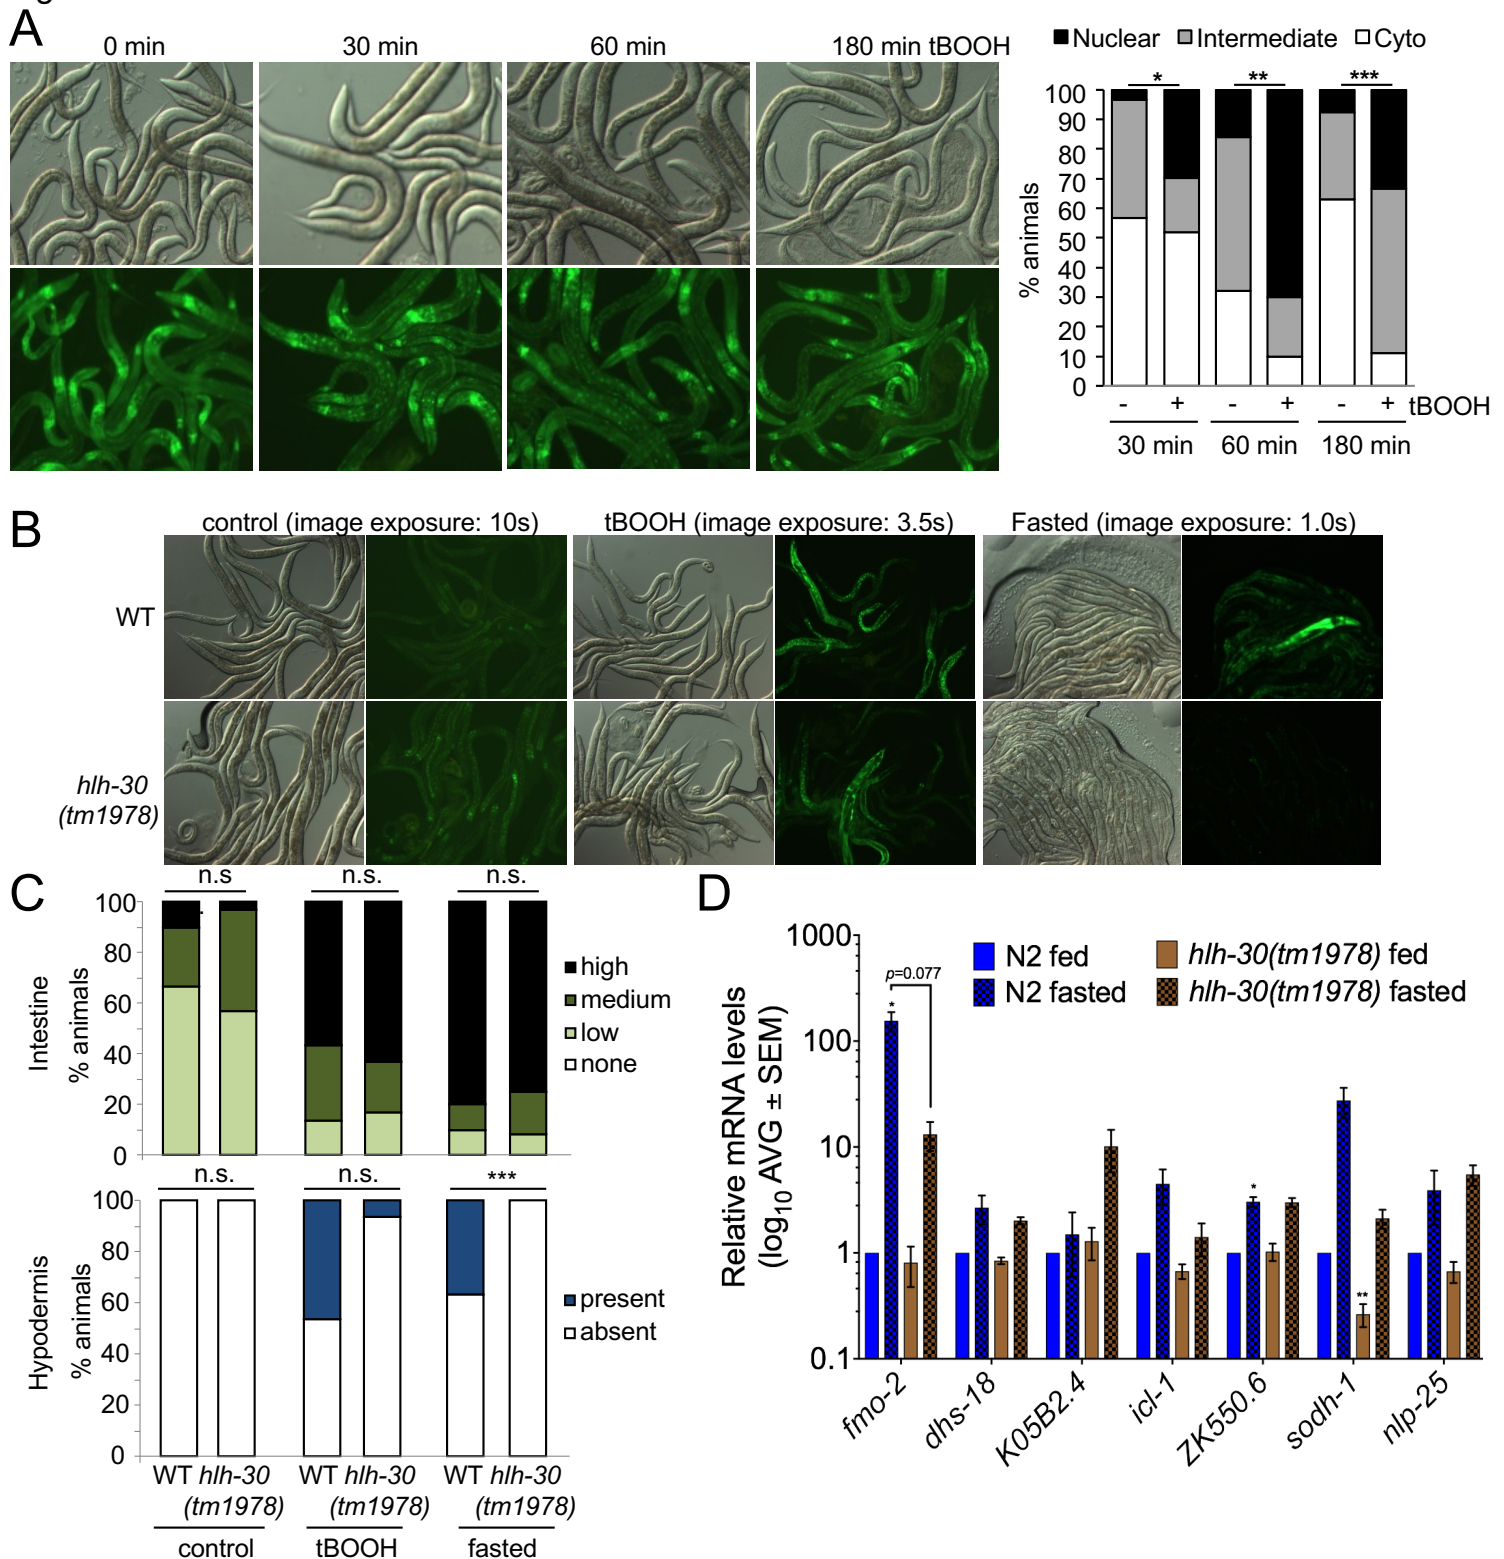 A
0 min 30 min 60 min 180 min tBOOH
Nuclear Intermediate Cyto
* ** ***
100
90
80
70
60
50
40
30
20
10
0
% animals
- + - + - + tBOOH
30 min 60 min 180 min
B
control (image exposure: 10s) tBOOH (image exposure: 3.5s) Fasted (image exposure: 1.0s)
WT
hlh-30
(tm1978)
C
n.s n.s. n.s.
100
80
60
40
20
0
Intestine
% animals
high
medium
low
none
n.s. n.s. ***
100
80
60
40
20
0
Hypodermis
% animals
present
absent
WT hlh-30 WT hlh-30 WT hlh-30
(tm1978) (tm1978) (tm1978)
control tBOOH fasted
D
1000
100
10
1
0.1
Relative mRNA levels
(log10 AVG ± SEM)
N2 fed hlh-30(tm1978) fed
N2 fasted hlh-30(tm1978) fasted
p=0.077
*
*
**
fmo-2 dhs-18 K05B2.4 icl-1 ZK550.6 sodh-1 nlp-25